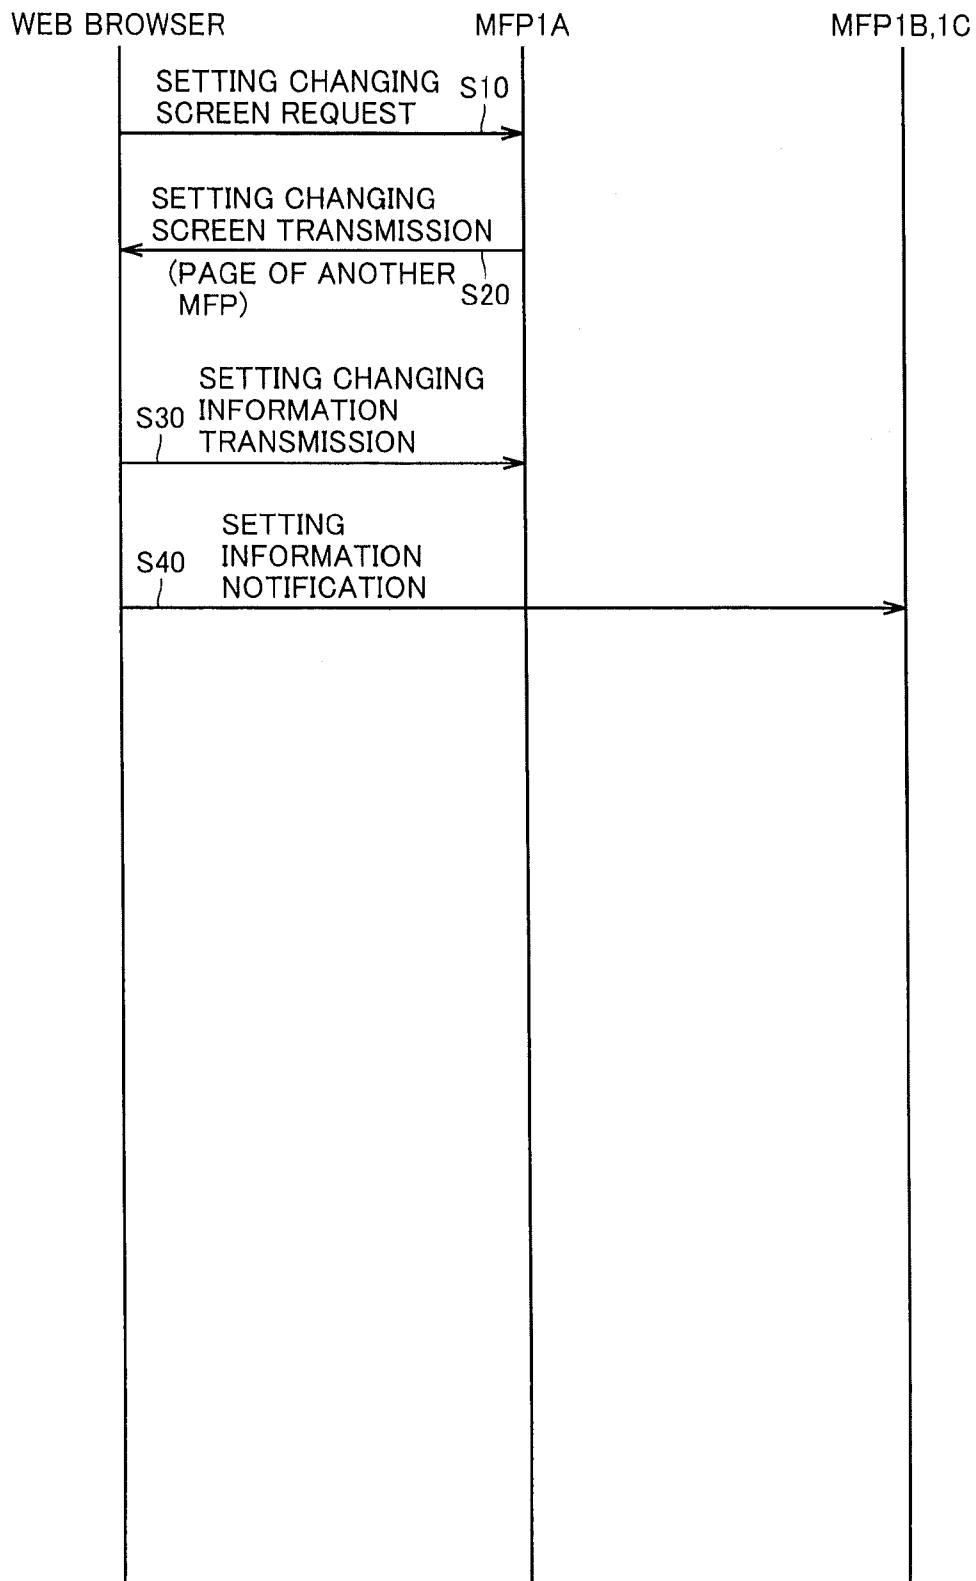 WEB BROWSER
MFP1A
MFP1B,1C
SETTING CHANGING
SCREEN REQUEST
S10
SETTING CHANGING
SCREEN TRANSMISSION
(PAGE OF ANOTHER
MFP)
S20
SETTING CHANGING
INFORMATION
TRANSMISSION
S30
SETTING
INFORMATION
NOTIFICATION
S40